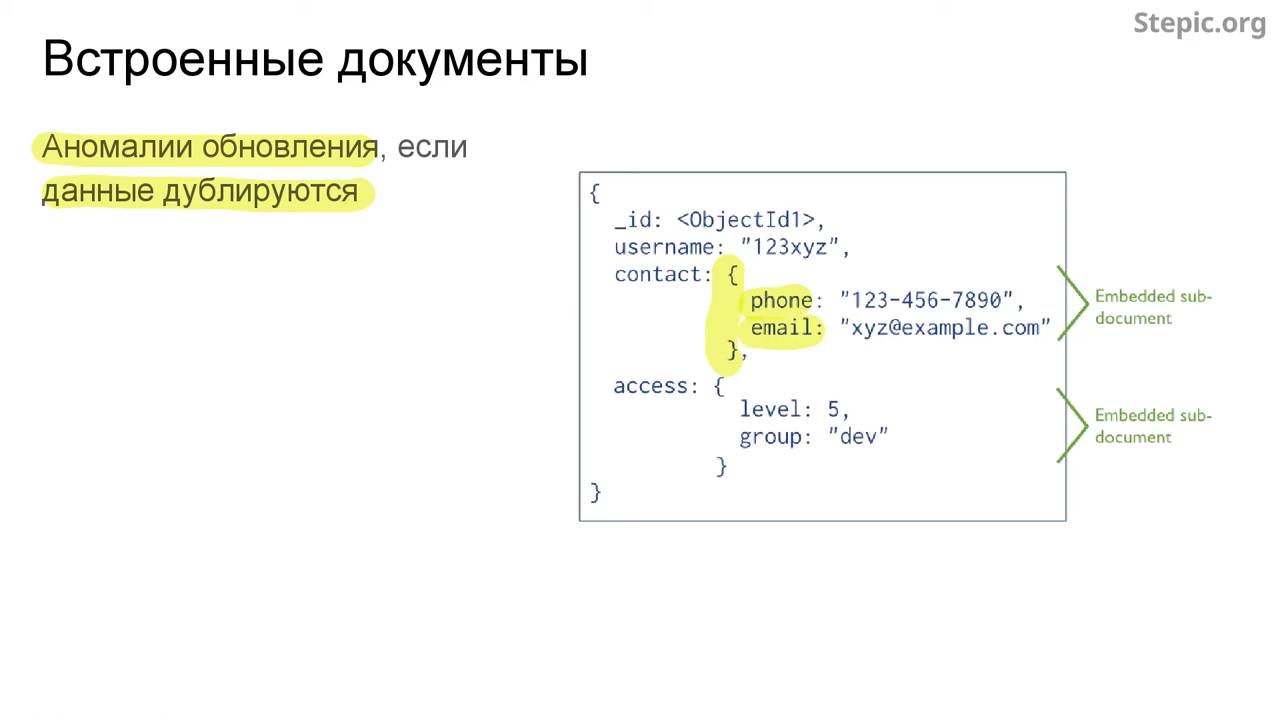 Stepic.org
Встроенные документы
Аномалии обновления, если
данные дублируются
{
_id: <ObjectId1>,
username: "123xyz",
contact: {
phone: "123-456-7890",
email: "xyz@example.com"
},
access: {
level: 5,
group: "dev"
}
}
Embedded sub-
document
Embedded sub-
document